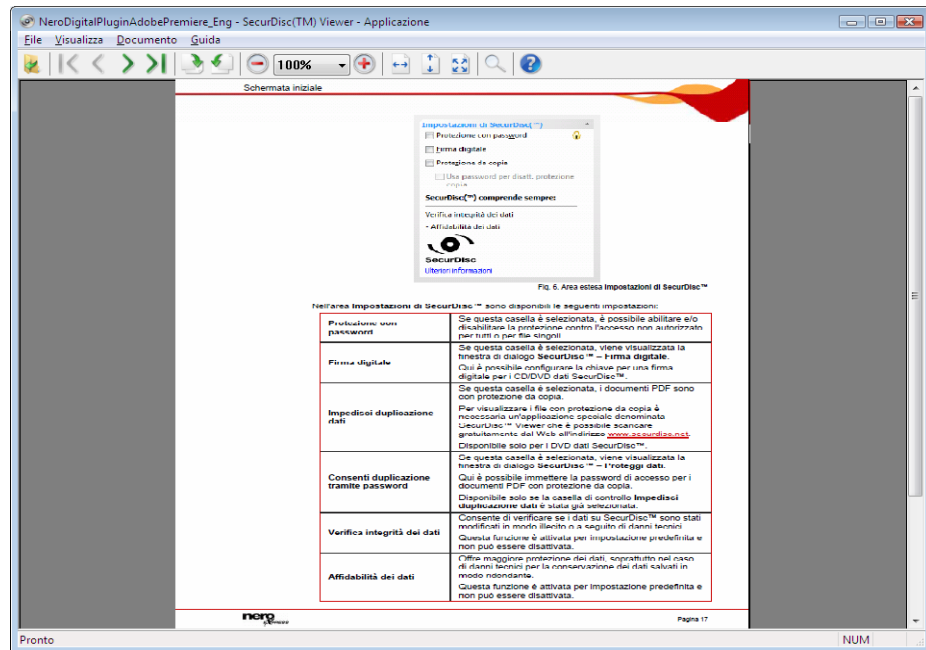 NeroDigitalPluginAdobePremiere_Eng - SecurDisc(TM) Viewer - Applicazione
File Visualizza Documento Guida
100%
Schermata iniziale
Impostazioni di SecurDisc(™)
Protezione con password
Firma digitale
Protezione da copia
Usa password per disatt. protezione
copia
SecurDisc(™) comprende sempre:
Verifica integrità dei dati
- Affidabilità dei dati
SecurDisc
Ulteriori informazioni
Fig. 6. Area estesa Impostazioni di SecurDisc™
Nell'area Impostazioni di SecurDisc™ sono disponibili le seguenti impostazioni:
Protezione con
password
Se questa casella è selezionata, è possibile abilitare e/o
disabilitare la protezione contro l'accesso non autorizzato
per tutti o per file singoli.
Firma digitale
Se questa casella è selezionata, viene visualizzata la
finestra di dialogo SecurDisc™ – Firma digitale.
Qui è possibile configurare la chiave per una firma
digitale per i CD/DVD dati SecurDisc™.
Impedisci duplicazione
dati
Se questa casella è selezionata, i documenti PDF sono
con protezione da copia.
Per visualizzare i file con protezione da copia è
necessaria un'applicazione speciale denominata
SecurDisc™ Viewer che è possibile scaricare
gratuitamente dal Web all'indirizzo www.securdisc.net.
Disponibile solo per i DVD dati SecurDisc™.
Consenti duplicazione
tramite password
Se questa casella è selezionata, viene visualizzata la
finestra di dialogo SecurDisc™ – Proteggi dati.
Qui è possibile immettere la password di accesso per i
documenti PDF con protezione da copia.
Disponibile solo se la casella di controllo Impedisci
duplicazione dati è stata già selezionata.
Verifica integrità dei dati
Consente di verificare se i dati su SecurDisc™ sono stati
modificati in modo illecito o a seguito di danni tecnici.
Questa funzione è attivata per impostazione predefinita e
non può essere disattivata.
Affidabilità dei dati
Offre maggiore protezione dei dati, soprattutto nel caso
di danni tecnici per la conservazione dei dati salvati in
modo ridondante.
Questa funzione è attivata per impostazione predefinita e
non può essere disattivata.
nero
Pagina 17
Pronto
NUM